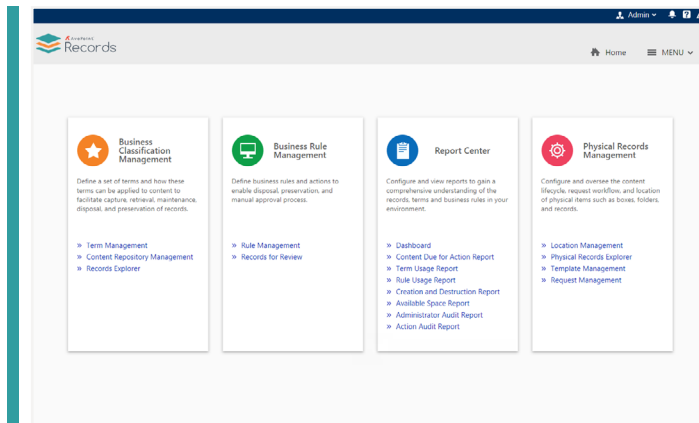 Admin
AvePoint
Records
Home
MENU
Business
Classification
Management
Define a set of terms and how these
terms can be applied to content to
facilitate capture, retrieval, maintenance,
disposal, and preservation of records.
» Term Management
» Content Repository Management
» Records Explorer
Business Rule
Management
Define business rules and actions to
enable disposal, preservation, and
manual approval process.
» Rule Management
» Records for Review
Report Center
Configure and view reports to gain a
comprehensive understanding of the
records, terms and business rules in your
environment.
» Dashboard
» Content Due for Action Report
» Term Usage Report
» Rule Usage Report
» Creation and Destruction Report
» Available Space Report
» Administrator Audit Report
» Action Audit Report
Physical Records
Management
Configure and oversee the content
lifecycle, request workflow, and location
of physical items such as boxes, folders,
and records.
» Location Management
» Physical Records Explorer
» Template Management
» Request Management